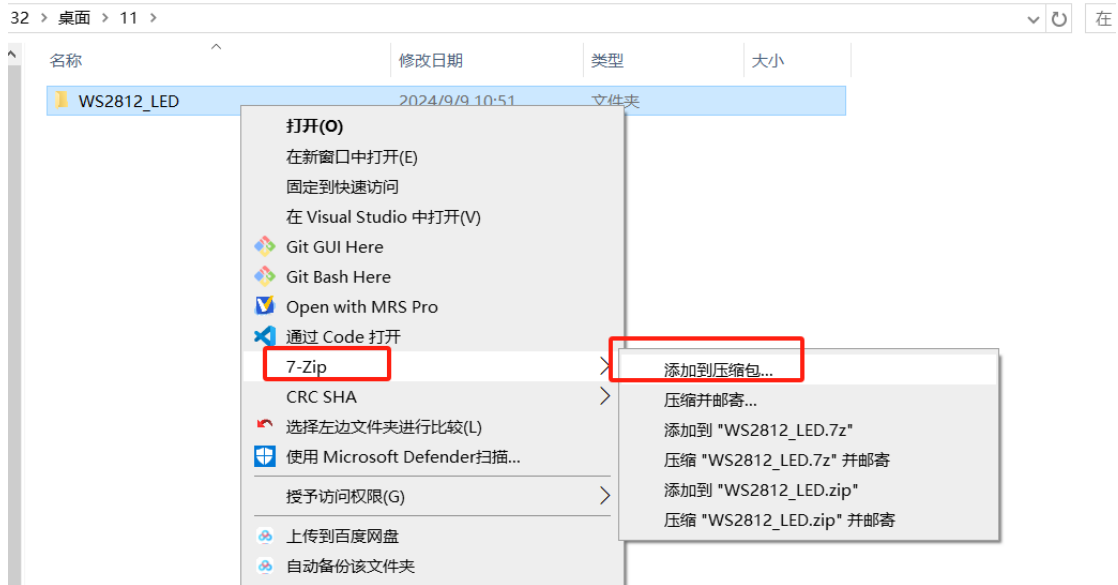 32 > 桌面 > 11 >
在
名称 修改日期 类型 大小
WS2812_LED 2024/9/9 10:51 文件夹
打开(O)
在新窗口中打开(E)
固定到快速访问
在 Visual Studio 中打开(V)
Git GUI Here
Git Bash Here
Open with MRS Pro
通过 Code 打开
7-Zip
CRC SHA
选择左边文件夹进行比较(L)
使用 Microsoft Defender扫描...
授予访问权限(G)
上传到百度网盘
自动备份该文件夹
添加到压缩包...
压缩并邮寄...
添加到 "WS2812_LED.7z"
压缩 "WS2812_LED.7z" 并邮寄
添加到 "WS2812_LED.zip"
压缩 "WS2812_LED.zip" 并邮寄